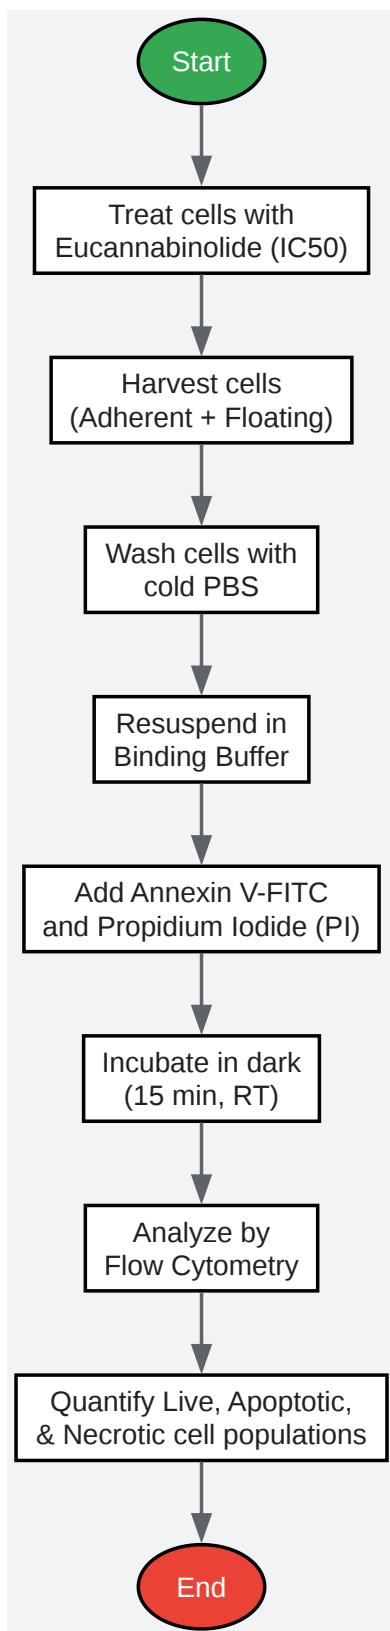 Start
Treat cells with
Eucannabinolide (IC50)
Harvest cells
(Adherent + Floating)
Wash cells with
cold PBS
Resuspend in
Binding Buffer
Add Annexin V-FITC
and Propidium Iodide (PI)
Incubate in dark
(15 min, RT)
Analyze by
Flow Cytometry
Quantify Live, Apoptotic,
& Necrotic cell populations
End